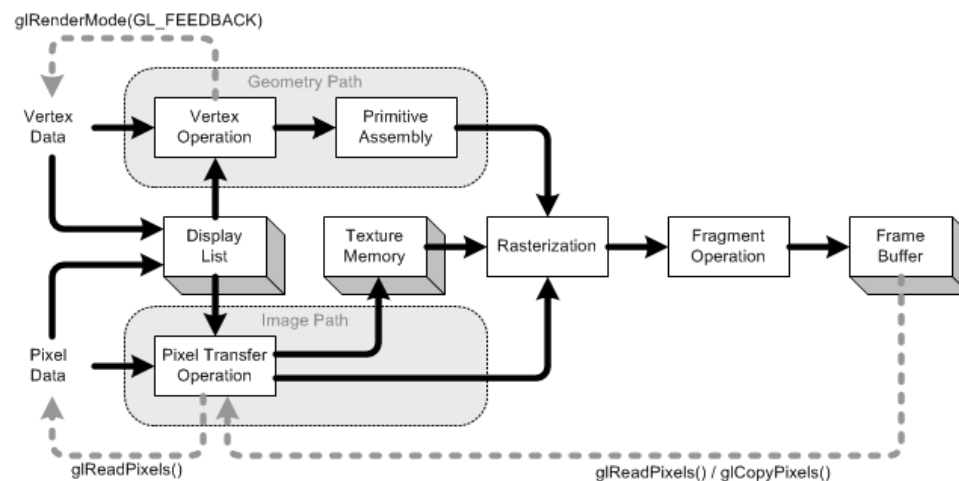 glRenderMode(GL_FEEDBACK)
Geometry Path
Vertex
Data
Vertex
Operation
Primitive
Assembly
Display
List
Texture
Memory
Rasterization
Fragment
Operation
Frame
Buffer
Image Path
Pixel
Data
Pixel Transfer
Operation
glReadPixels()
glReadPixels() / glCopyPixels()